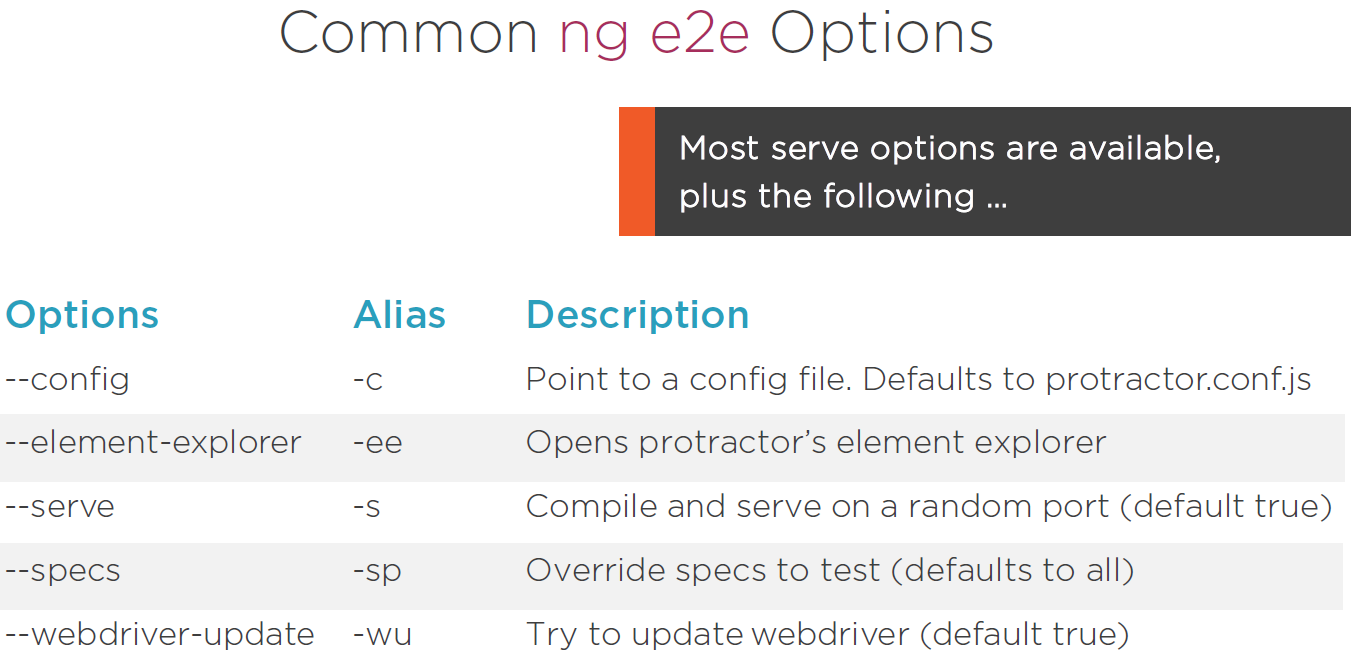 Common ng e2e Options
Most serve options are available,
plus the following ...
Options Alias Description
--config -c Point to a config file. Defaults to protractor.conf.js
--element-explorer -ee Opens protractor’s element explorer
--serve -s Compile and serve on a random port (default true)
--specs -sp Override specs to test (defaults to all)
--webdriver-update -wu Try to update webdriver (default true)